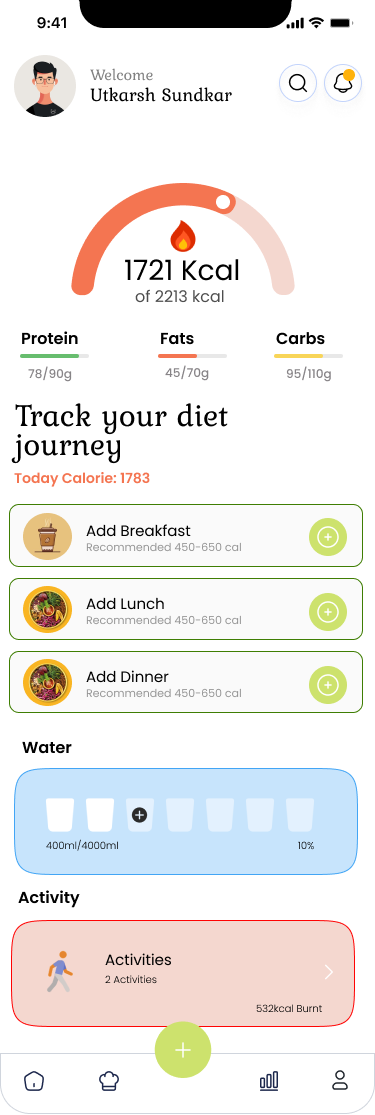 9:41
Welcome
Utkarsh Sundkar
1721 Kcal
of 2213 kcal
Protein Fats Carbs
78/90g 45/70g 95/110g
Track your diet
journey
Today Calorie: 1783
Add Breakfast
Recommended 450-650 cal
Add Lunch
Recommended 450-650 cal
Add Dinner
Recommended 450-650 cal
Water
400ml/4000ml 10%
Activity
Activities
2 Activities
532kcal Burnt